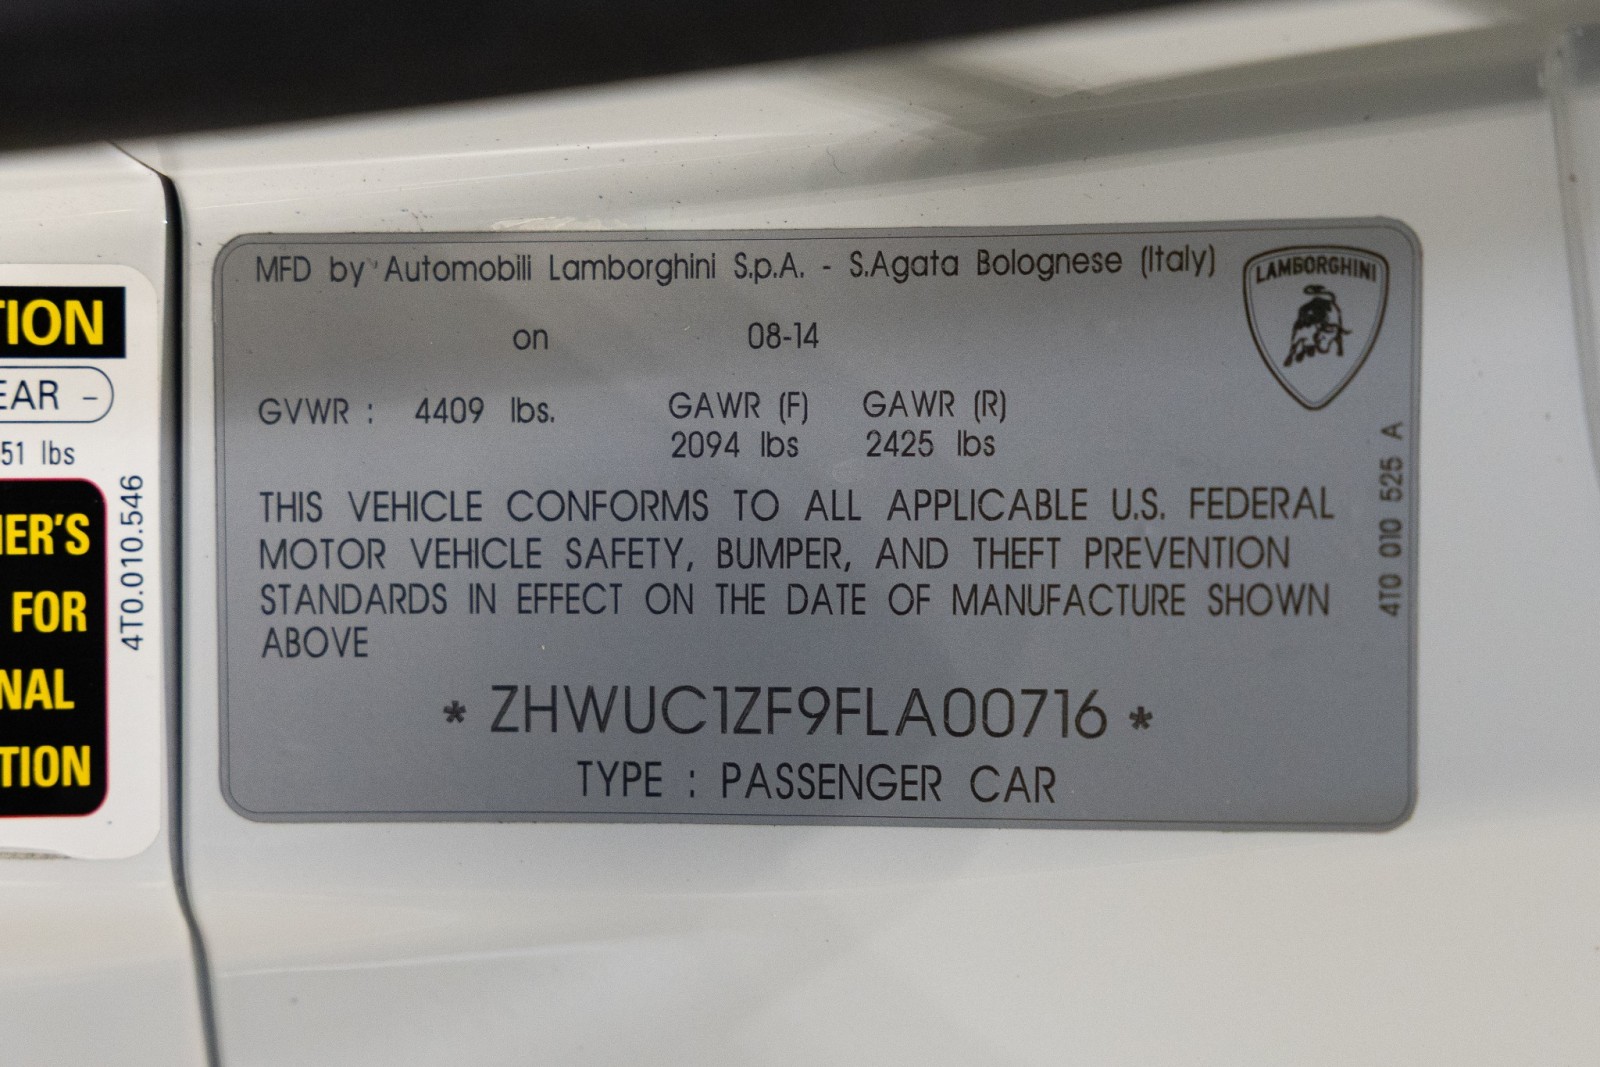 TION
EAR -
51 lbs
NER'S
FOR
NAL
TION
4T0.010.546
MFD by Automobili Lamborghini S.p.A. - S.Agata Bolognese (Italy)
LAMBORGHINI
on 08-14
GVWR : 4409 lbs. GAWR (F) GAWR (R)
2094 lbs 2425 lbs
THIS VEHICLE CONFORMS TO ALL APPLICABLE U.S. FEDERAL
MOTOR VEHICLE SAFETY, BUMPER, AND THEFT PREVENTION
STANDARDS IN EFFECT ON THE DATE OF MANUFACTURE SHOWN
ABOVE
* ZHWUC1ZF9FLA00716 *
TYPE : PASSENGER CAR
4T0 010 525 A